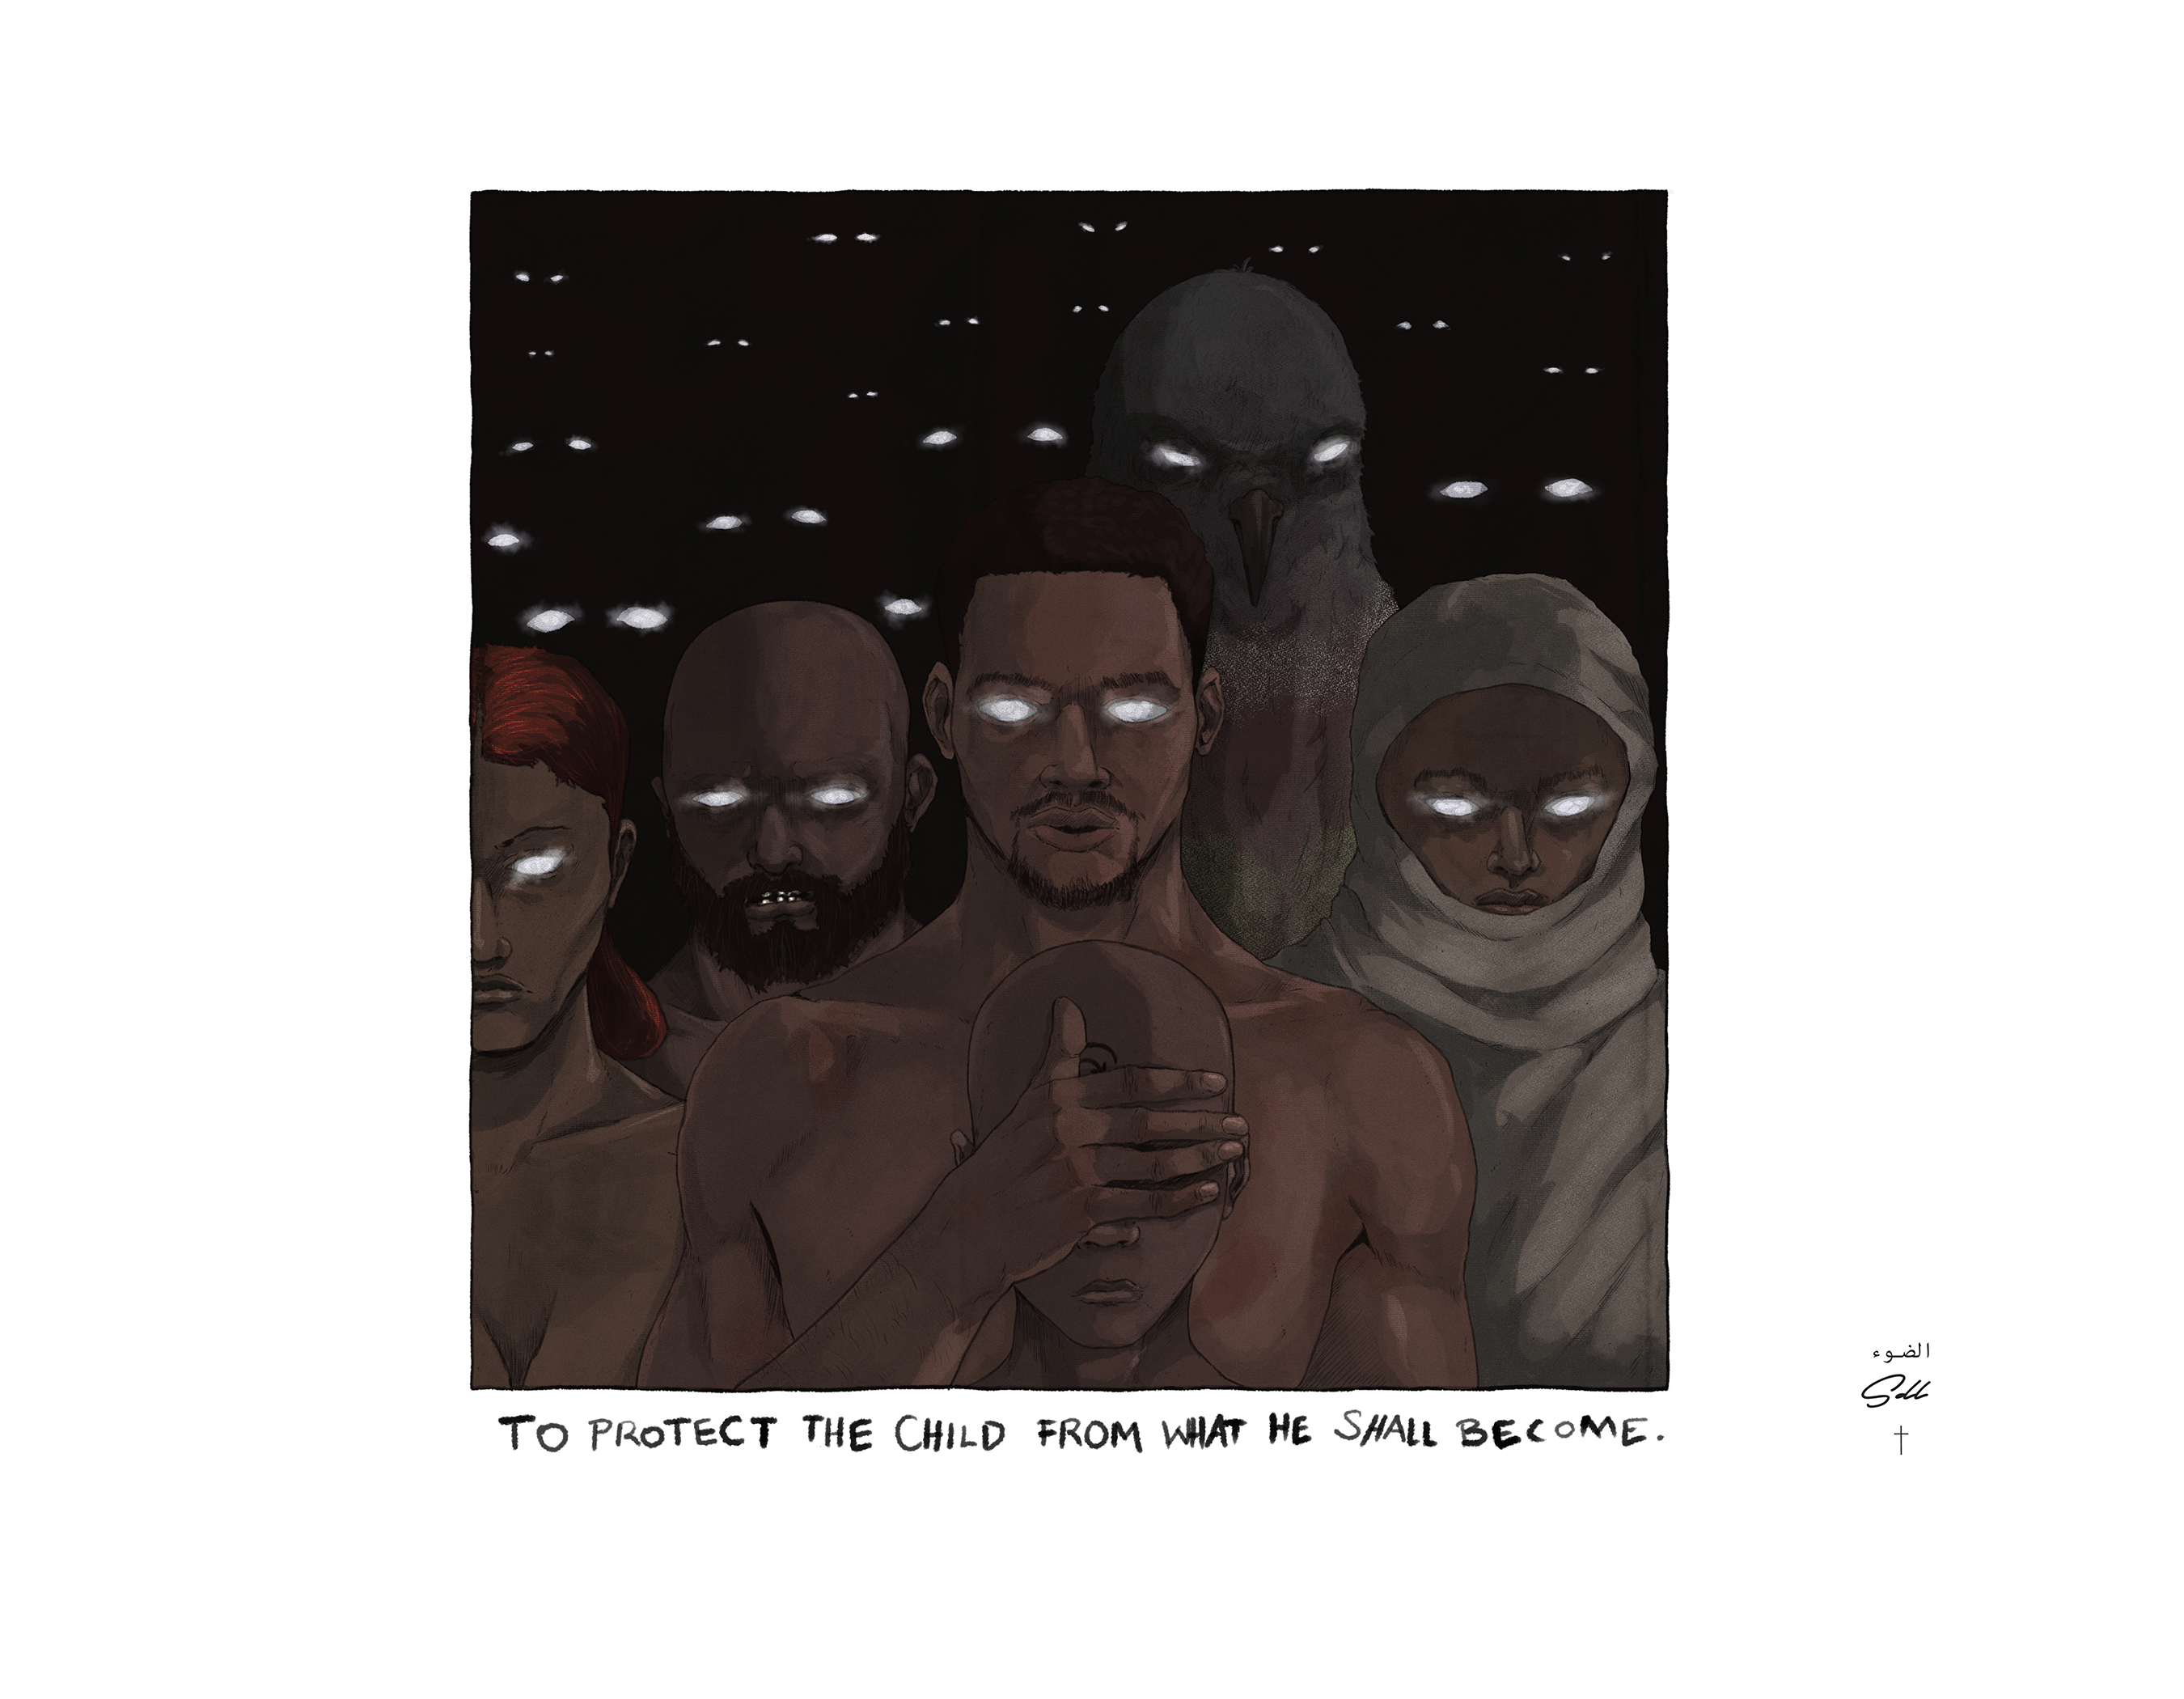 TO PROTECT THE CHILD FROM WHAT HE SHALL BECOME.
الضوء